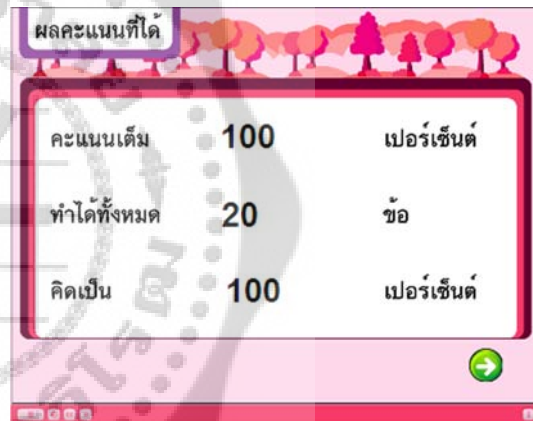 ผลคะแนนที่ได้
คะแนนเต็ม 100 เปอร์เซ็นต์
ทำได้ทั้งหมด 20 ข้อ
คิดเป็น 100 เปอร์เซ็นต์